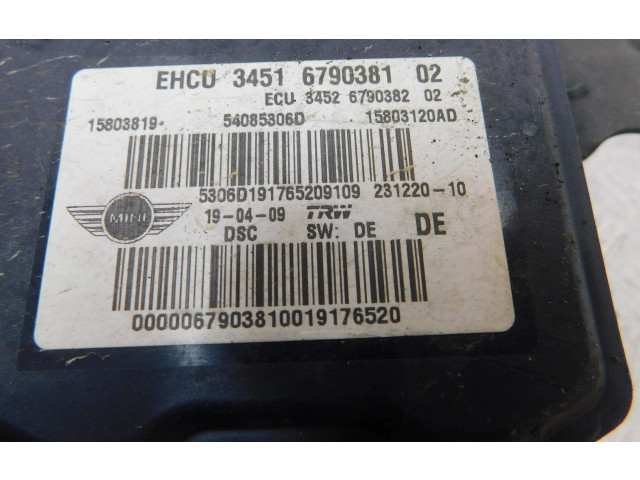 EHCU 3451 6790381 02
ECU 3452 6790382 02
15803819- 54085306D 15803120AD
5306D191765209109 231220-10
MINI 19-04-09 TRW
DSC SW: DE DE
0000067903810019176520